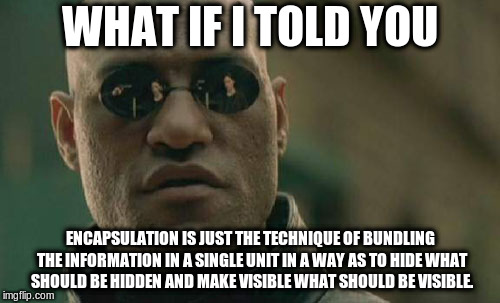 WHAT IF I TOLD YOU
ENCAPSULATION IS JUST THE TECHNIQUE OF BUNDLING
THE INFORMATION IN A SINGLE UNIT IN A WAY AS TO HIDE WHAT
SHOULD BE HIDDEN AND MAKE VISIBLE WHAT SHOULD BE VISIBLE.
imgflip.com